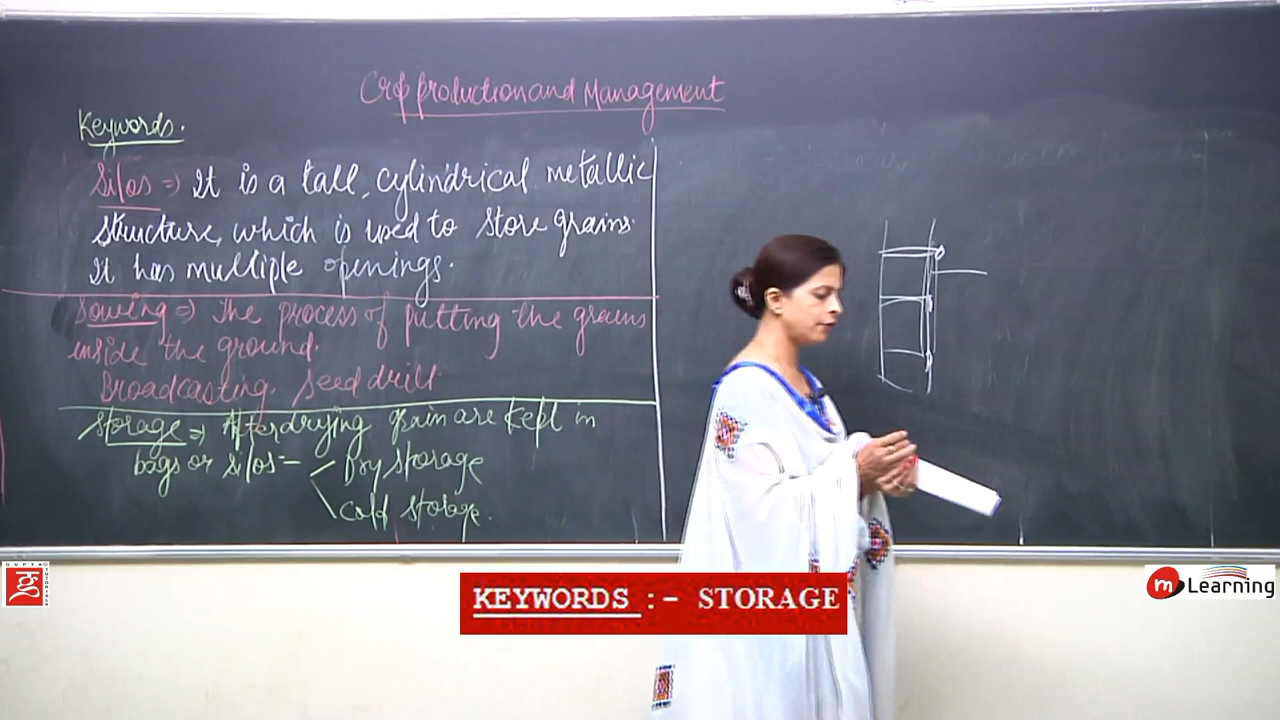 Crop production and Management
Keywords.
Silos => It is a tall, cylindrical metallic
structure, which is used to store grains.
It has multiple openings.
Sowing => The process of putting the grains
inside the ground.
Broadcasting, seed drill
Storage => After drying grain are kept in
bags or silos - Dry storage
Cold storage.
KEYWORDS :- STORAGE
GUPTA TUTORIALS
m Learning